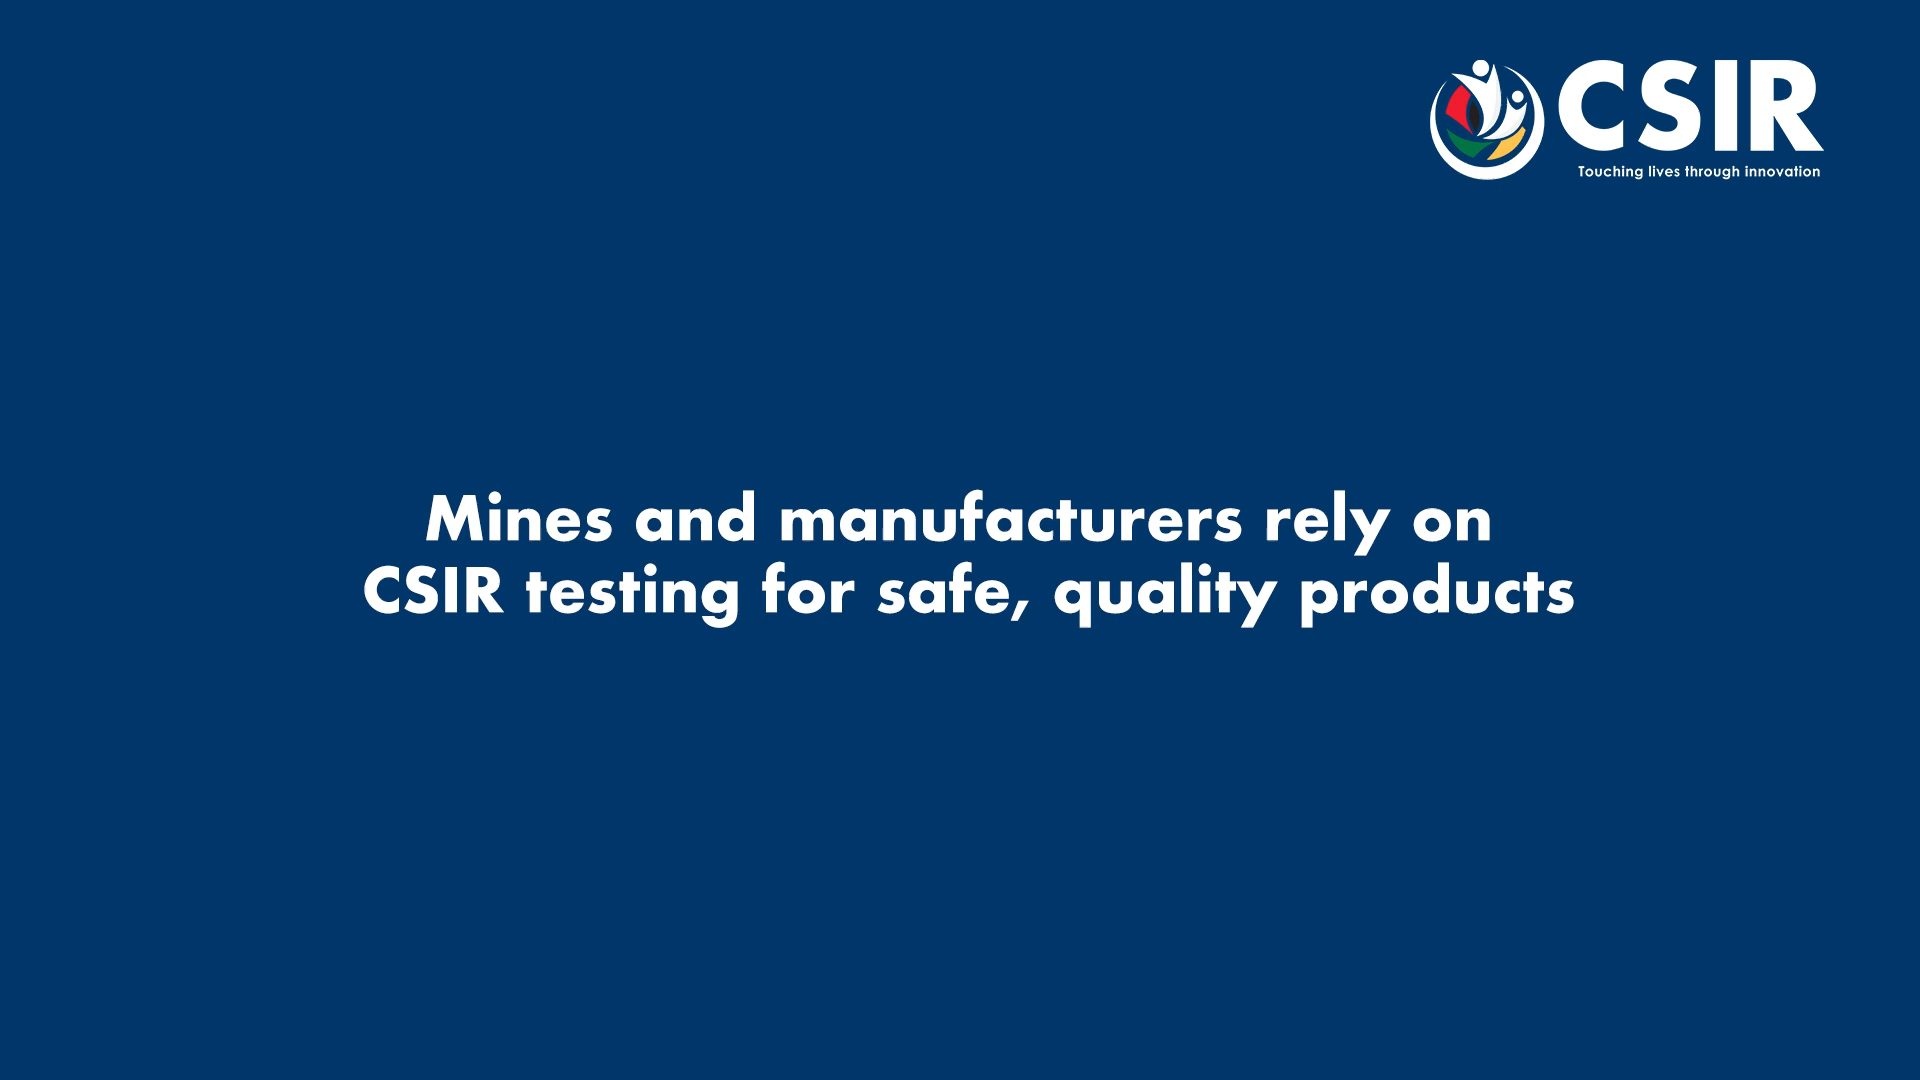 CSIR
Touching lives through innovation
Mines and manufacturers rely on
CSIR testing for safe, quality products